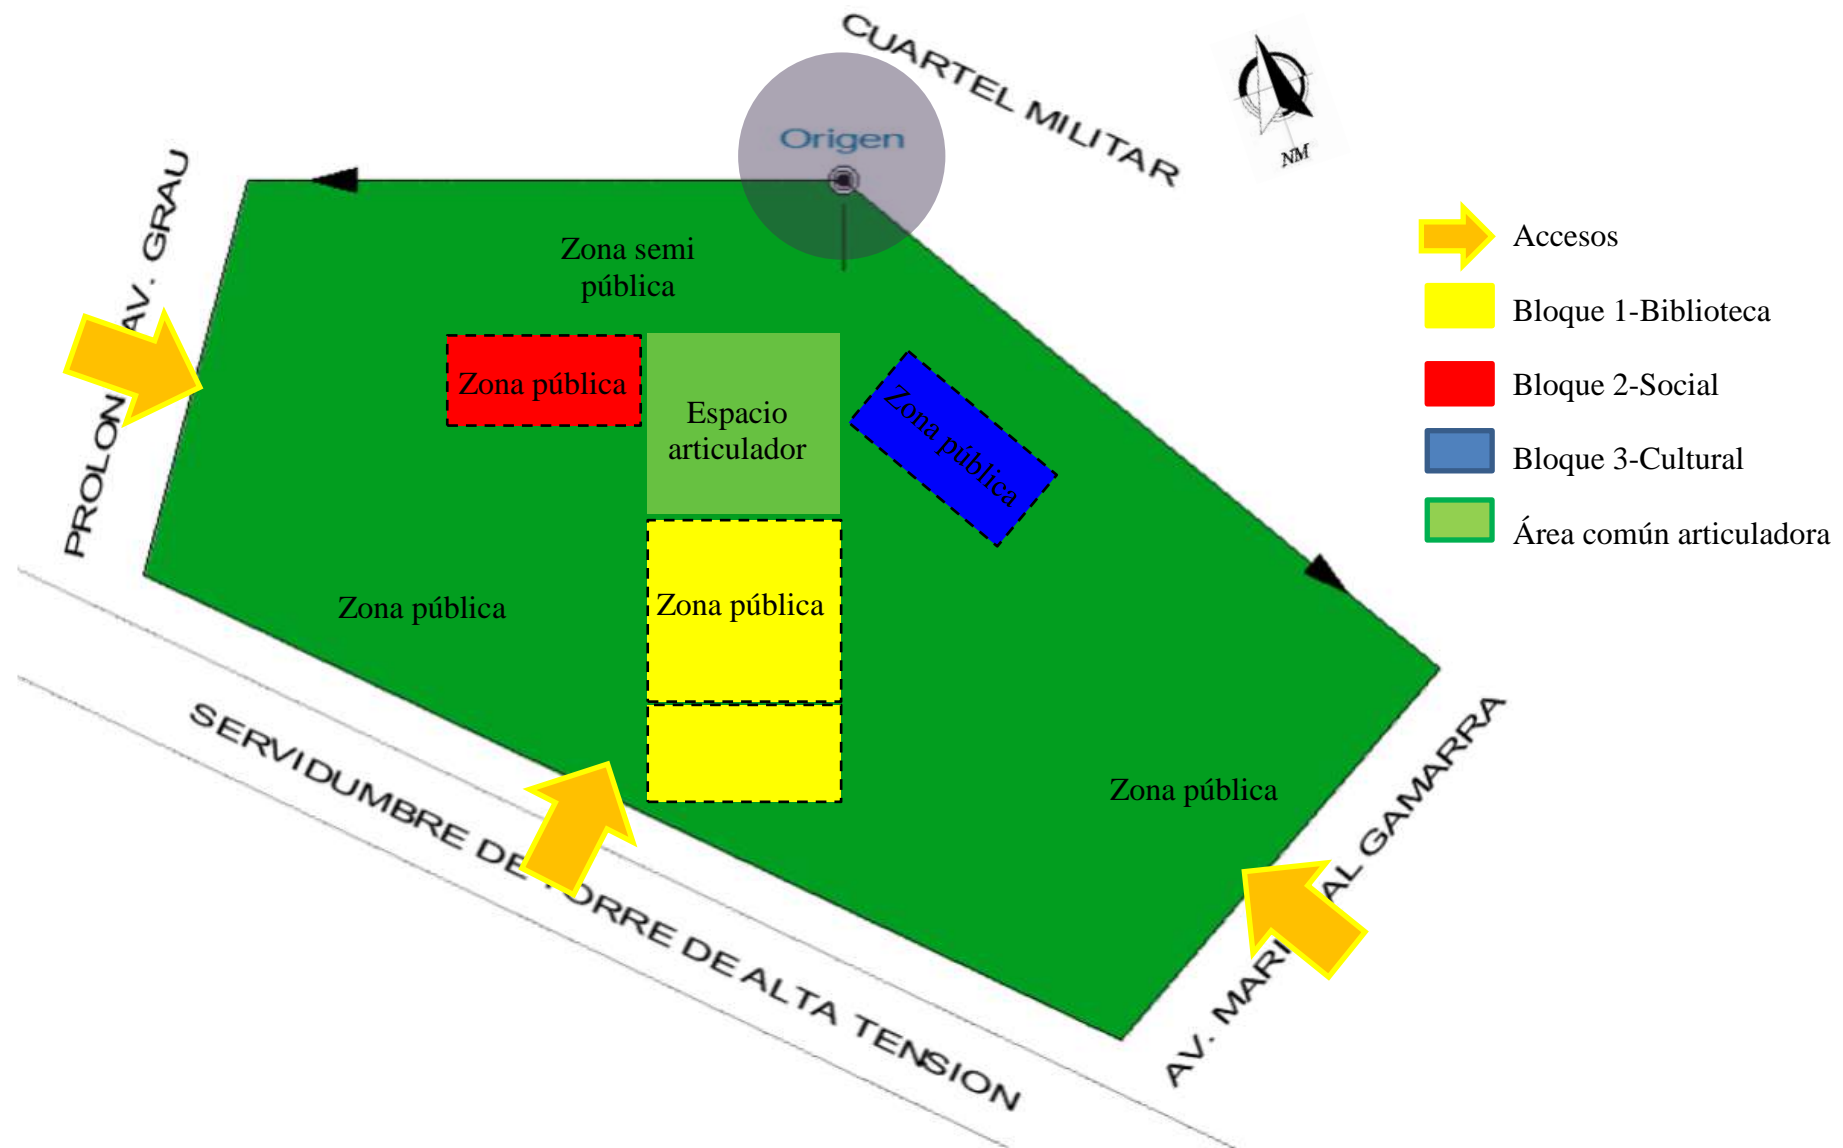 CUARTEL MILITAR
NM
Origen
PROLON AV. GRAU
Zona semi
pública
Zona pública
Espacio
articulador
Zona pública
Zona pública
Zona pública
Zona pública
SERVIDUMBRE DE TORRE DE ALTA TENSION
AV. MARI AL GAMARRA
Accesos
Bloque 1-Biblioteca
Bloque 2-Social
Bloque 3-Cultural
Área común articuladora